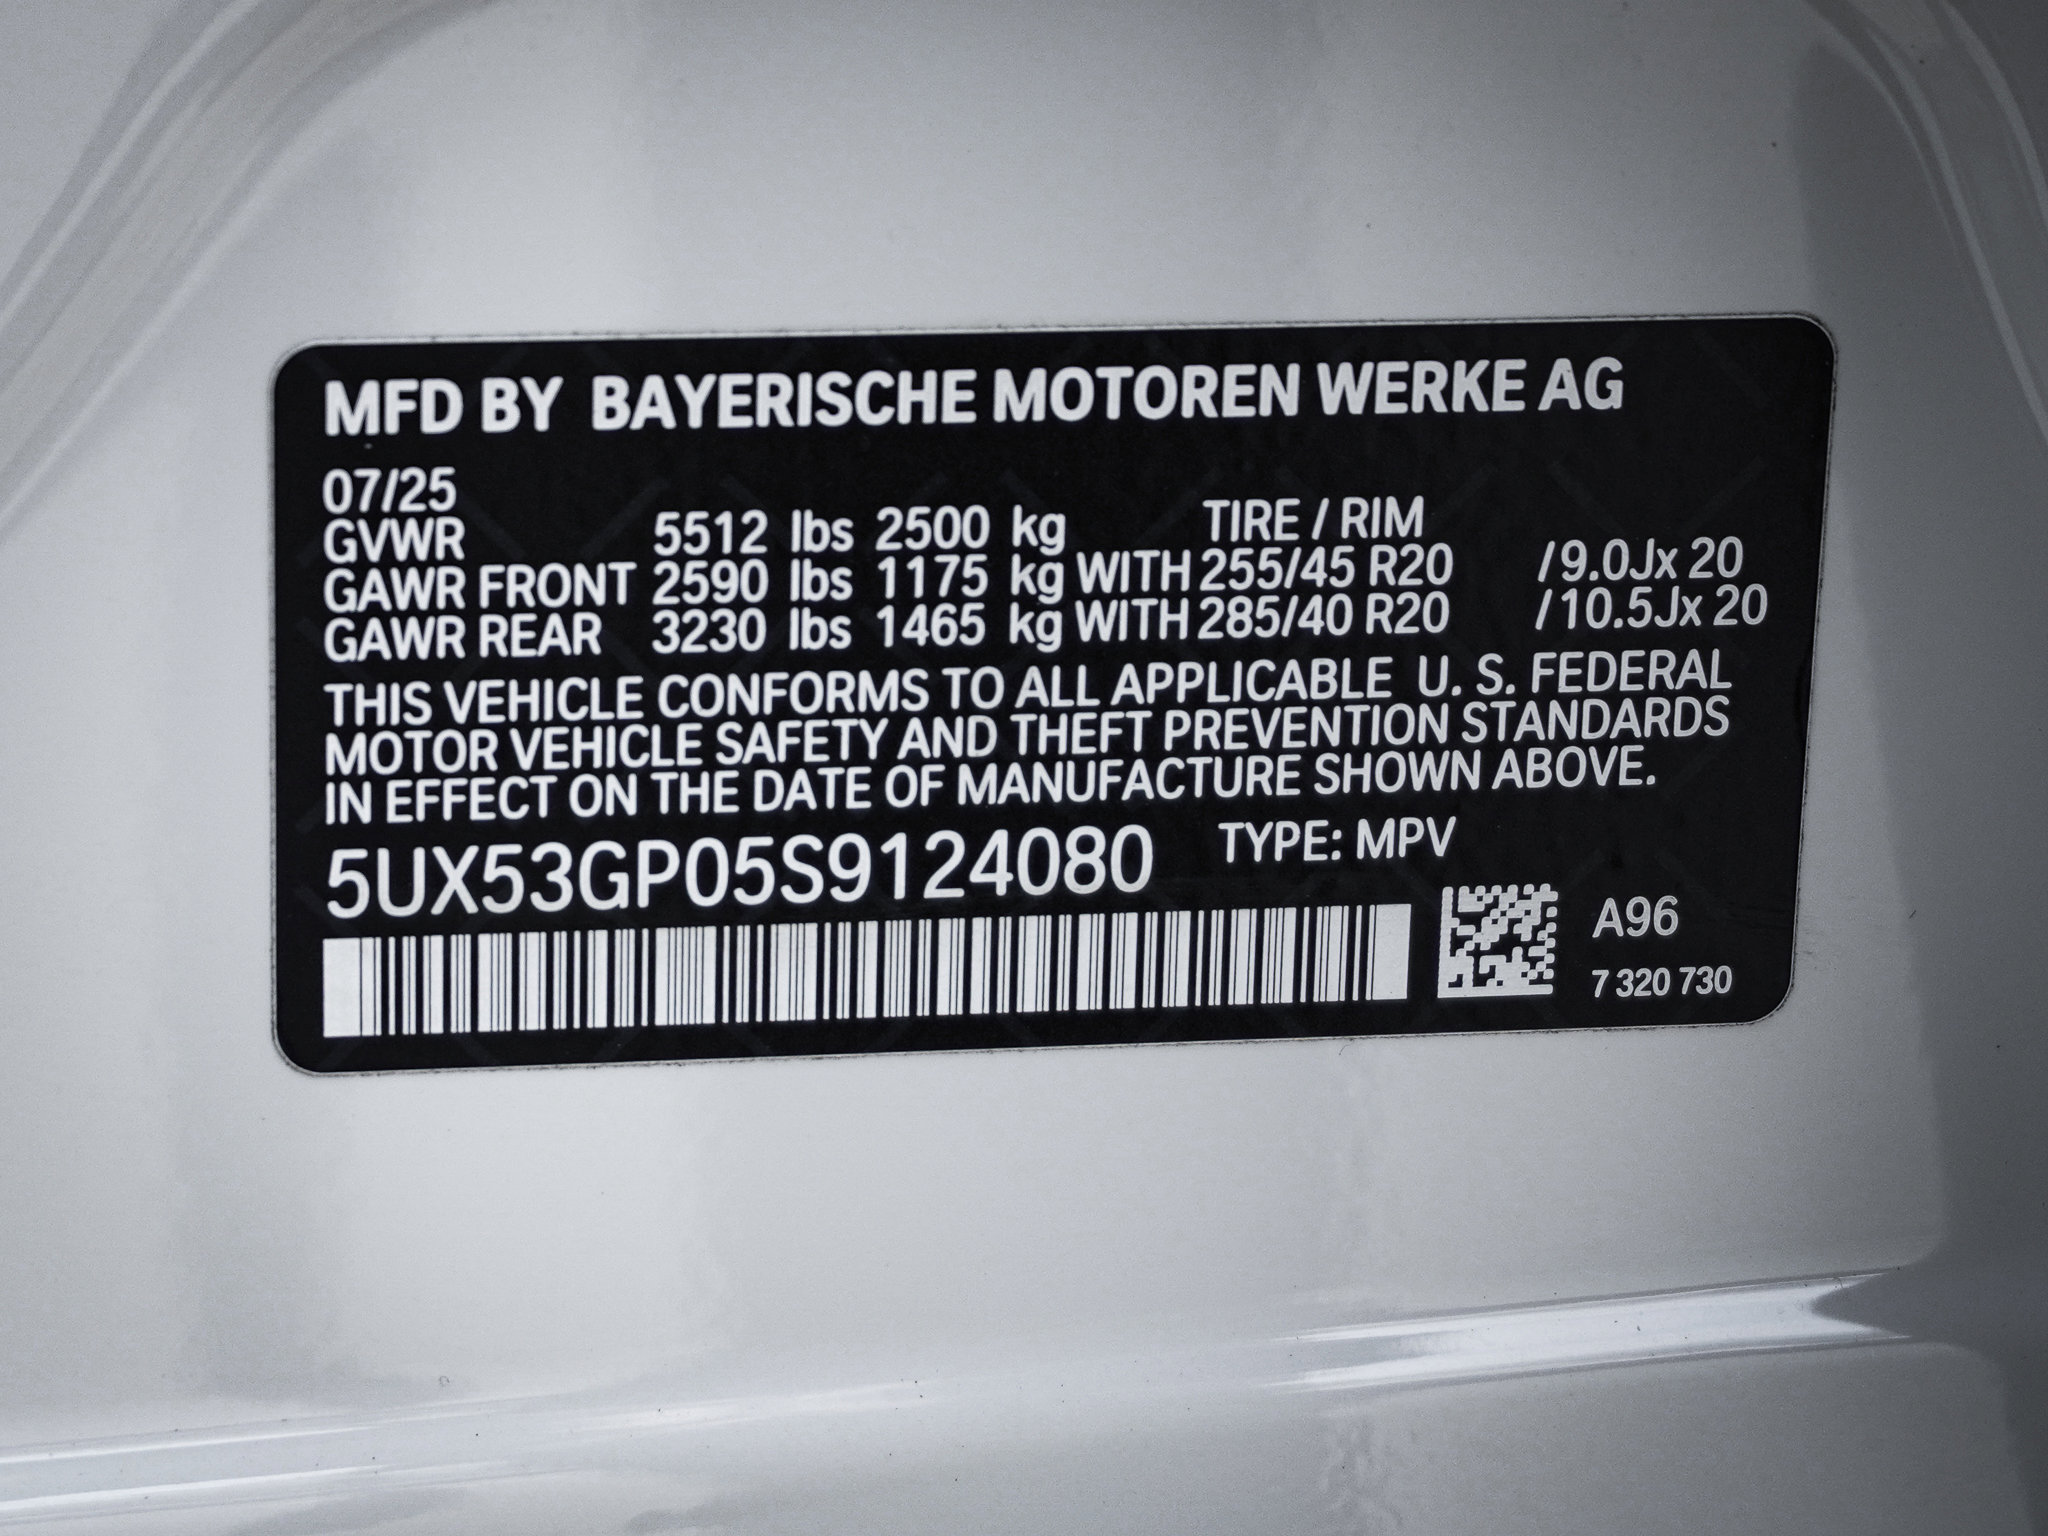 MFD BY BAYERISCHE MOTOREN WERKE AG
07/25
GVWR 5512 lbs 2500 kg TIRE / RIM
GAWR FRONT 2590 lbs 1175 kg WITH 255/45 R20 /9.0Jx 20
GAWR REAR 3230 lbs 1465 kg WITH 285/40 R20 /10.5Jx 20
THIS VEHICLE CONFORMS TO ALL APPLICABLE U. S. FEDERAL
MOTOR VEHICLE SAFETY AND THEFT PREVENTION STANDARDS
IN EFFECT ON THE DATE OF MANUFACTURE SHOWN ABOVE.
5UX53GP05S9124080 TYPE: MPV
A96
7 320 730